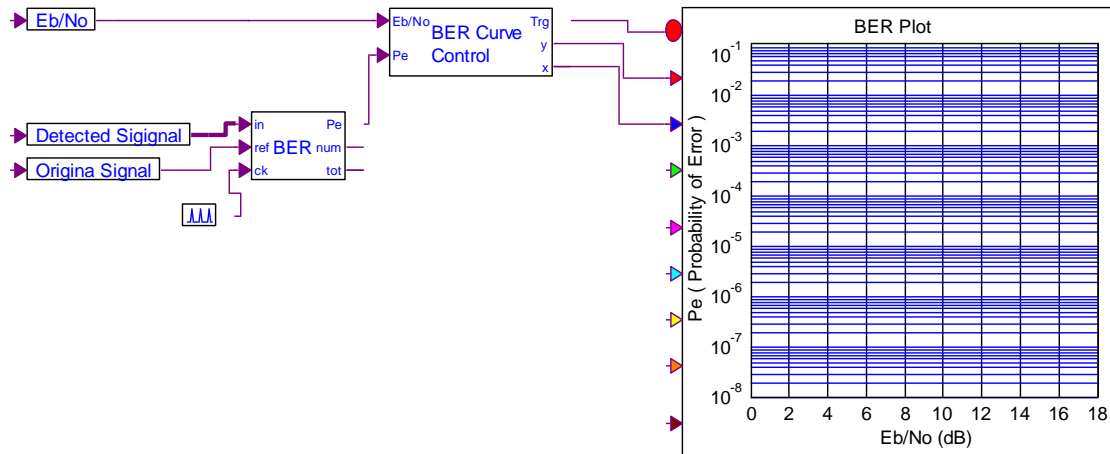 Eb/No
Detected Sigignal
Origina Signal
in
ref
ck
BER
Pe
num
tot
Eb/No
Pe
BER Curve
Control
Trg
y
x
BER Plot
Pe ( Probability of Error )
10-1
10-2
10-3
10-4
10-5
10-6
10-7
10-8
0 2 4 6 8 10 12 14 16 18
Eb/No (dB)